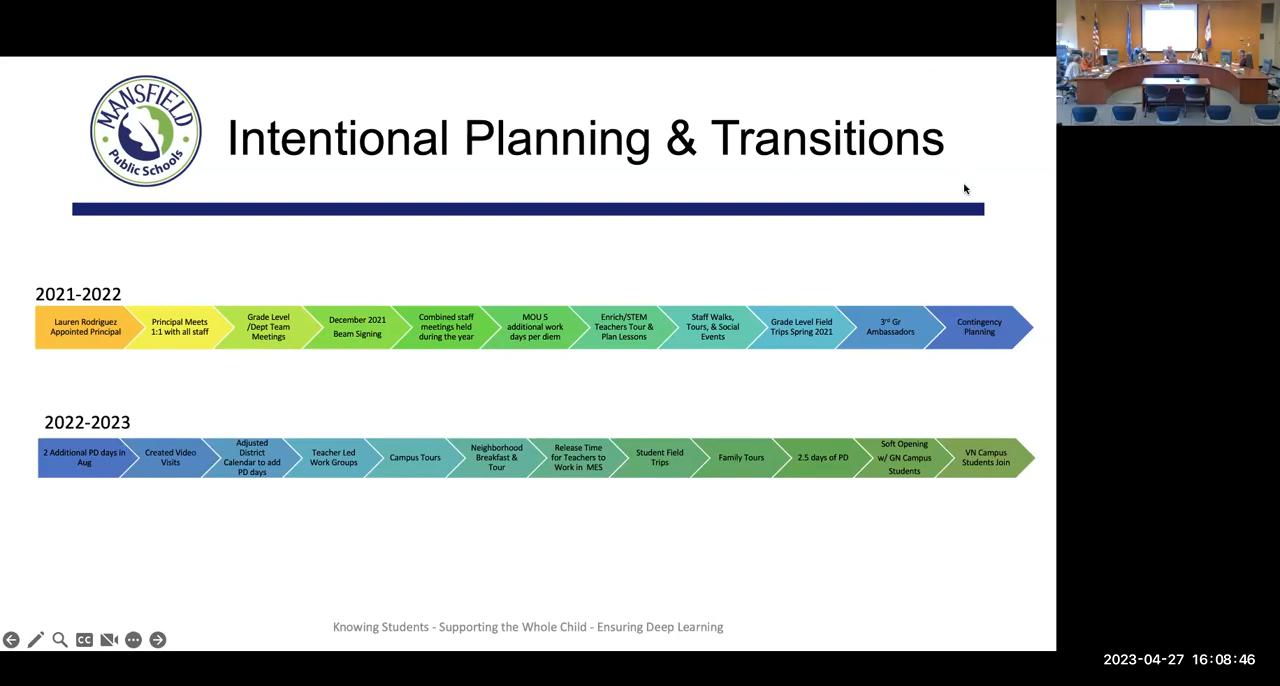 MANSFIELD
Public Schools
Intentional Planning & Transitions
2021-2022
Lauren Rodriguez
Appointed Principal
Principal Meets
1:1 with all staff
Grade Level
/Dept Team
Meetings
December 2021
Beam Signing
Combined staff
meetings held
during the year
MOU 5
additional work
days per diem
Enrich/STEM
Teachers Tour &
Plan Lessons
Staff Walks,
Tours, & Social
Events
Grade Level Field
Trips Spring 2021
3rd Gr
Ambassadors
Contingency
Planning
2022-2023
2 Additional PD days in
Aug
Created Video
Visits
Adjusted
District
Calendar to add
PD days
Teacher Led
Work Groups
Campus Tours
Neighborhood
Breakfast &
Tour
Release Time
for Teachers to
Work in MES
Student Field
Trips
Family Tours
2.5 days of PD
Soft Opening
w/ GN Campus
Students
VN Campus
Students Join
Knowing Students - Supporting the Whole Child - Ensuring Deep Learning
CC
2023-04-27 16:08:46